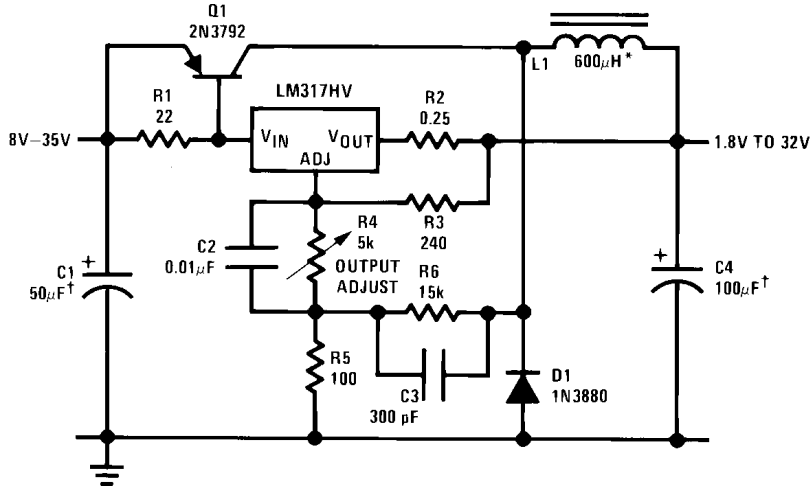 Q1
2N3792
L1
600μH*
LM317HV
R1
22
R2
0.25
8V–35V
VIN
VOUT
ADJ
1.8V TO 32V
R3
240
R4
5k
OUTPUT
ADJUST
C2
0.01μF
R6
15k
C1
50μF†
+
+
C4
100μF†
R5
100
C3
300 pF
D1
1N3880